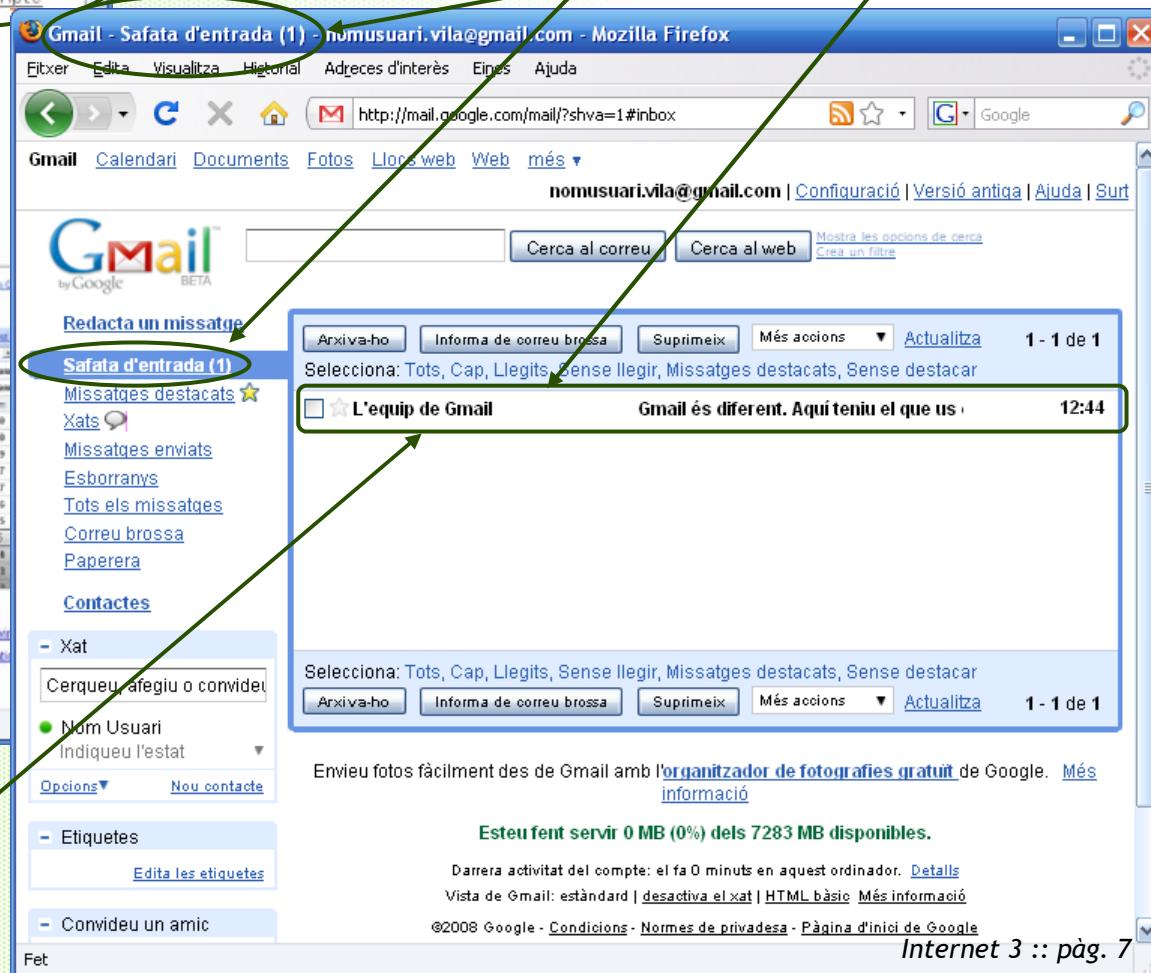 Gmail - Safata d'entrada (1) - nomusuari.vila@gmail.com - Mozilla Firefox
Fitxer Edita Visualitza Historial Adreces d'interès Eines Ajuda
http://mail.google.com/mail/?shva=1#inbox G Google
Gmail Calendari Documents Fotos Llocs web Web més ▼
nomusuari.vila@gmail.com | Configuració | Versió antiga | Ajuda | Surt
Gmail™
by Google BETA
Cerca al correu Cerca al web
Mostra les opcions de cerca
Crea un filtre
Redacta un missatge
Safata d'entrada (1)
Missatges destacats
Xats
Missatges enviats
Esborranys
Tots els missatges
Correu brossa
Paperera
Contactes
Arxiva-ho Informa de correu brossa Suprimeix Més accions ▼ Actualitza 1 - 1 de 1
Selecciona: Tots, Cap, Llegits, Sense llegir, Missatges destacats, Sense destacar
L'equip de Gmail Gmail és diferent. Aquí teniu el que us 12:44
Selecciona: Tots, Cap, Llegits, Sense llegir, Missatges destacats, Sense destacar
Arxiva-ho Informa de correu brossa Suprimeix Més accions ▼ Actualitza 1 - 1 de 1
– Xat
Cerqueu, afegiu o convideu
Nom Usuari
Indiqueu l'estat ▼
Opcions▼ Nou contacte
– Etiquetes
Edita les etiquetes
– Convideu un amic
Envieu fotos fàcilment des de Gmail amb l'organitzador de fotografies gratuït de Google. Més
informació
Esteu fent servir 0 MB (0%) dels 7283 MB disponibles.
Darrera activitat del compte: el fa 0 minuts en aquest ordinador. Detalls
Vista de Gmail: estàndard | desactiva el xat | HTML bàsic Més informació
©2008 Google - Condicions - Normes de privadesa - Pàgina d'inici de Google
Fet
Internet 3 :: pàg. 7